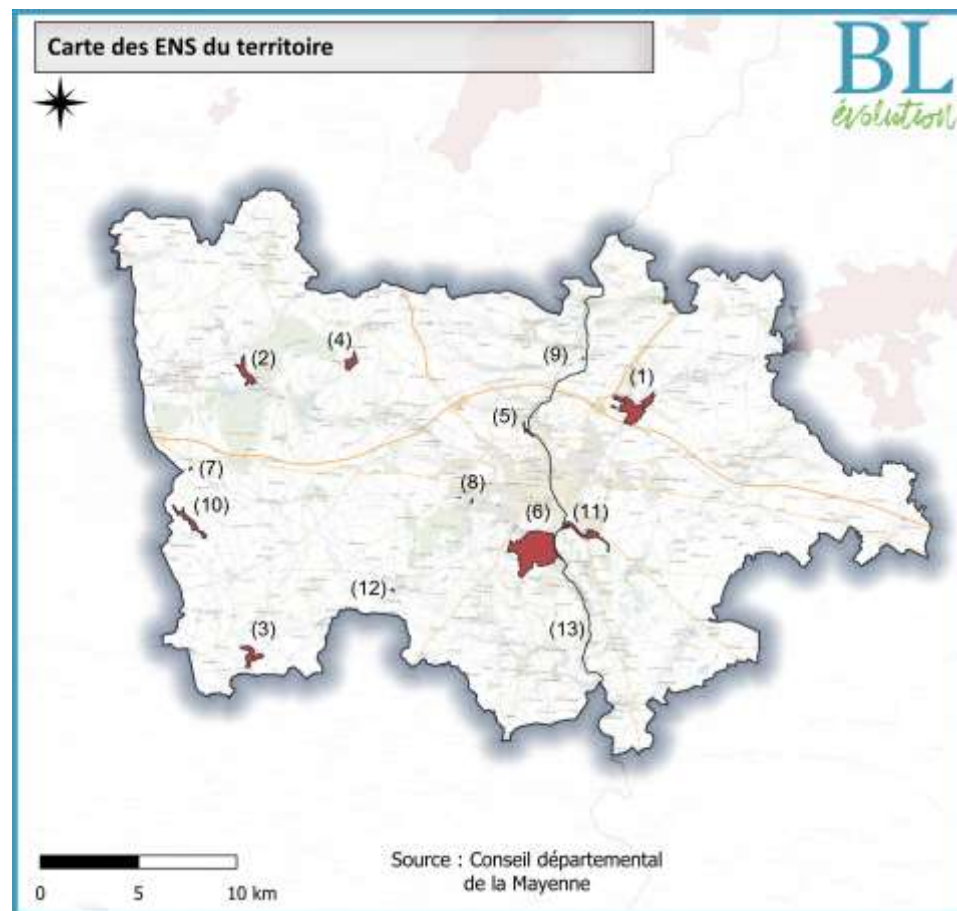 Carte des ENS du territoire
BL
évolution
(4)
(2)
(9)
(1)
(5)
(7)
(8)
(10)
(6)
(11)
(12)
(3)
(13)
Source : Conseil départemental
de la Mayenne
0 5 10 km